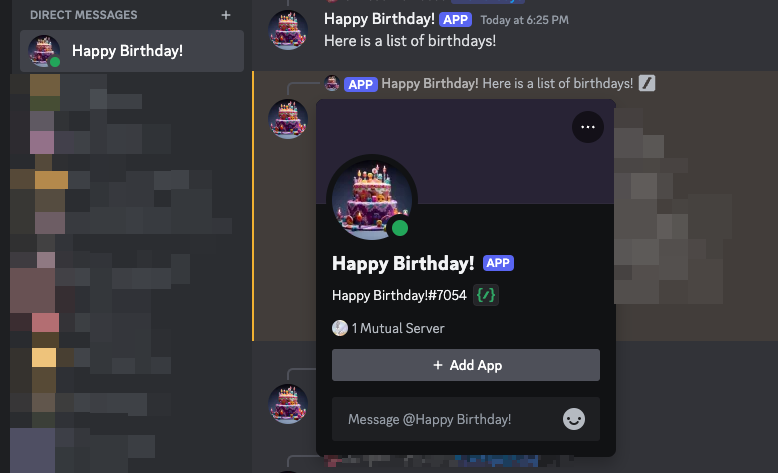 DIRECT MESSAGES
Happy Birthday!
Happy Birthday! APP Today at 6:25 PM
Here is a list of birthdays!
APP Happy Birthday! Here is a list of birthdays!
Happy Birthday! APP
Happy Birthday!#7054
1 Mutual Server
+ Add App
Message @Happy Birthday!